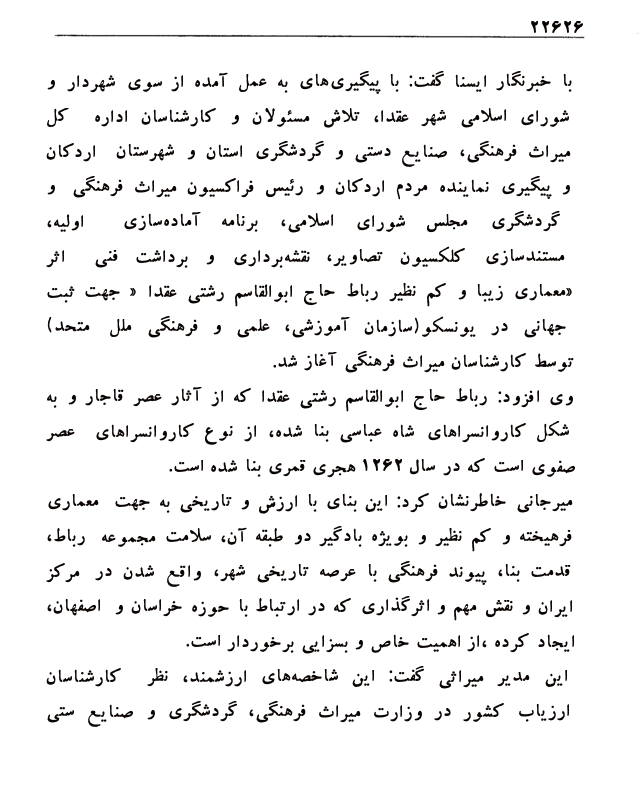 ۲۲۶۲۶
با خبرنگار ایسنا گفت: با پیگیری‌های به عمل آمده از سوی شهردار و
شورای اسلامی شهر عقدا، تلاش مسئولان و کارشناسان اداره کل
میراث فرهنگی، صنایع دستی و گردشگری استان و شهرستان اردکان
و پیگیری نماینده مردم اردکان و رئیس فراکسیون میراث فرهنگی و
گردشگری مجلس شورای اسلامی، برنامه آماده‌سازی اولیه،
مستندسازی کلکسیون تصاویر، نقشه‌برداری و برداشت فنی اثر
«معماری زیبا و کم نظیر رباط حاج ابوالقاسم رشتی عقدا « جهت ثبت
جهانی در یونسکو(سازمان آموزشی، علمی و فرهنگی ملل متحد)
توسط کارشناسان میراث فرهنگی آغاز شد.
وی افزود: رباط حاج ابوالقاسم رشتی عقدا که از آثار عصر قاجار و به
شکل کاروانسراهای شاه عباسی بنا شده، از نوع کاروانسراهای عصر
صفوی است که در سال ۱۲۶۲ هجری قمری بنا شده است.
میرجانی خاطرنشان کرد: این بنای با ارزش و تاریخی به جهت معماری
فرهیخته و کم نظیر و بویژه بادگیر دو طبقه آن، سلامت مجموعه رباط،
قدمت بنا، پیوند فرهنگی با عرصه تاریخی شهر، واقع شدن در مرکز
ایران و نقش مهم و اثرگذاری که در ارتباط با حوزه خراسان و اصفهان،
ایجاد کرده ،از اهمیت خاص و بسزایی برخوردار است.
این مدیر میراثی گفت: این شاخصه‌های ارزشمند، نظر کارشناسان
ارزیاب کشور در وزارت میراث فرهنگی، گردشگری و صنایع ستی